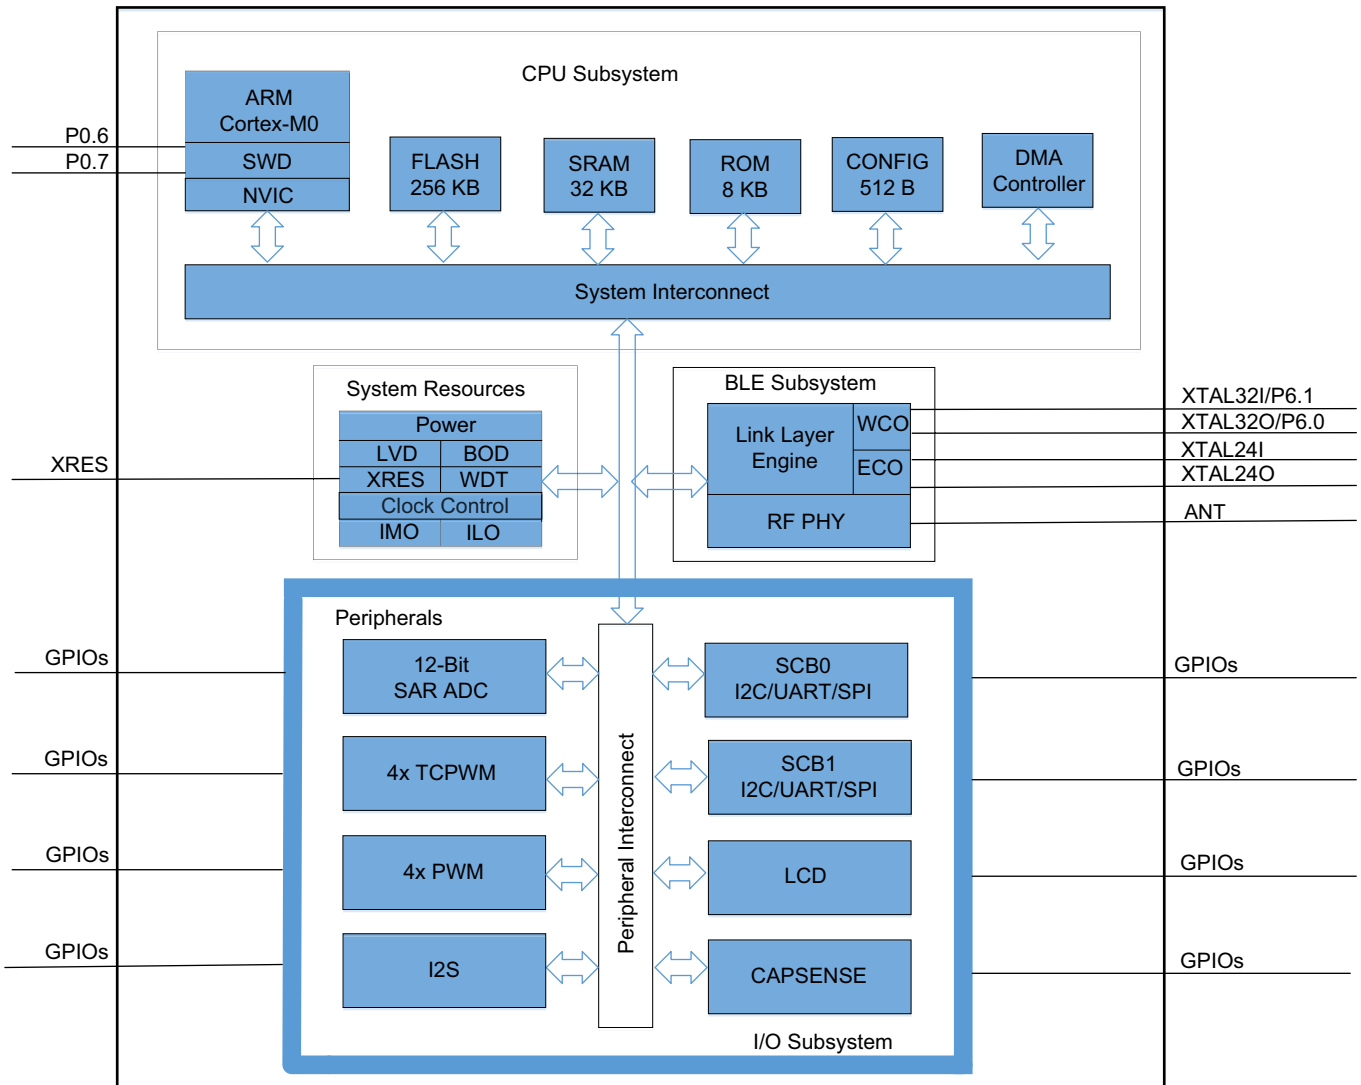 CPU Subsystem
ARM
Cortex-M0
SWD
NVIC
P0.6
P0.7
FLASH
256 KB
SRAM
32 KB
ROM
8 KB
CONFIG
512 B
DMA
Controller
System Interconnect
System Resources
Power
LVD
BOD
XRES
WDT
Clock Control
IMO
ILO
XRES
BLE Subsystem
Link Layer
Engine
WCO
ECO
RF PHY
XTAL32I/P6.1
XTAL32O/P6.0
XTAL24I
XTAL24O
ANT
Peripherals
GPIOs
12-Bit
SAR ADC
GPIOs
4x TCPWM
GPIOs
4x PWM
GPIOs
I2S
Peripheral Interconnect
SCB0
I2C/UART/SPI
GPIOs
SCB1
I2C/UART/SPI
GPIOs
LCD
GPIOs
CAPSENSE
GPIOs
I/O Subsystem